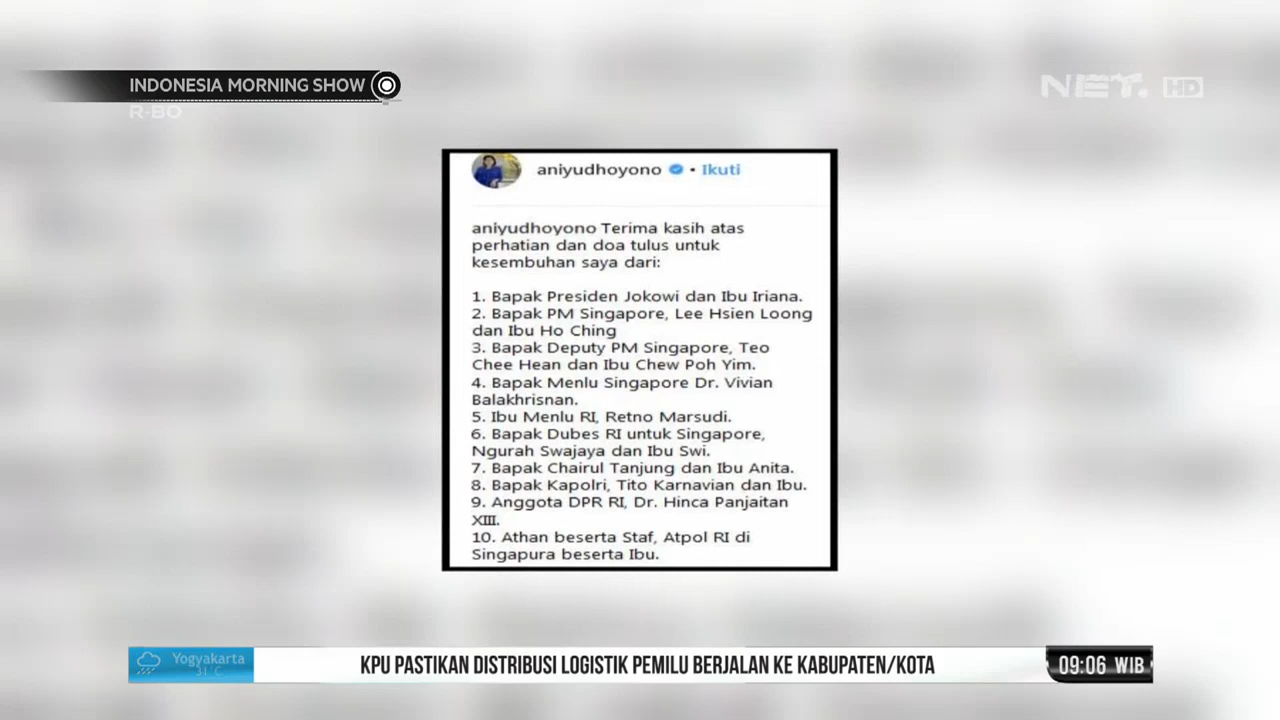 INDONESIA MORNING SHOW
NET. HD
R-BO
aniyudhoyono • Ikuti
aniyudhoyono Terima kasih atas
perhatian dan doa tulus untuk
kesembuhan saya dari:
1. Bapak Presiden Jokowi dan Ibu Iriana.
2. Bapak PM Singapore, Lee Hsien Loong
dan Ibu Ho Ching
3. Bapak Deputy PM Singapore, Teo
Chee Hean dan Ibu Chew Poh Yim.
4. Bapak Menlu Singapore Dr. Vivian
Balakhrisnan.
5. Ibu Menlu RI, Retno Marsudi.
6. Bapak Dubes RI untuk Singapore,
Ngurah Swajaya dan Ibu Swi.
7. Bapak Chairul Tanjung dan Ibu Anita.
8. Bapak Kapolri, Tito Karnavian dan Ibu.
9. Anggota DPR RI, Dr. Hinca Panjaitan
XIII.
10. Athan beserta Staf, Atpol RI di
Singapura beserta Ibu.
Yogyakarta
31°C
KPU PASTIKAN DISTRIBUSI LOGISTIK PEMILU BERJALAN KE KABUPATEN/KOTA
09:06 WIB